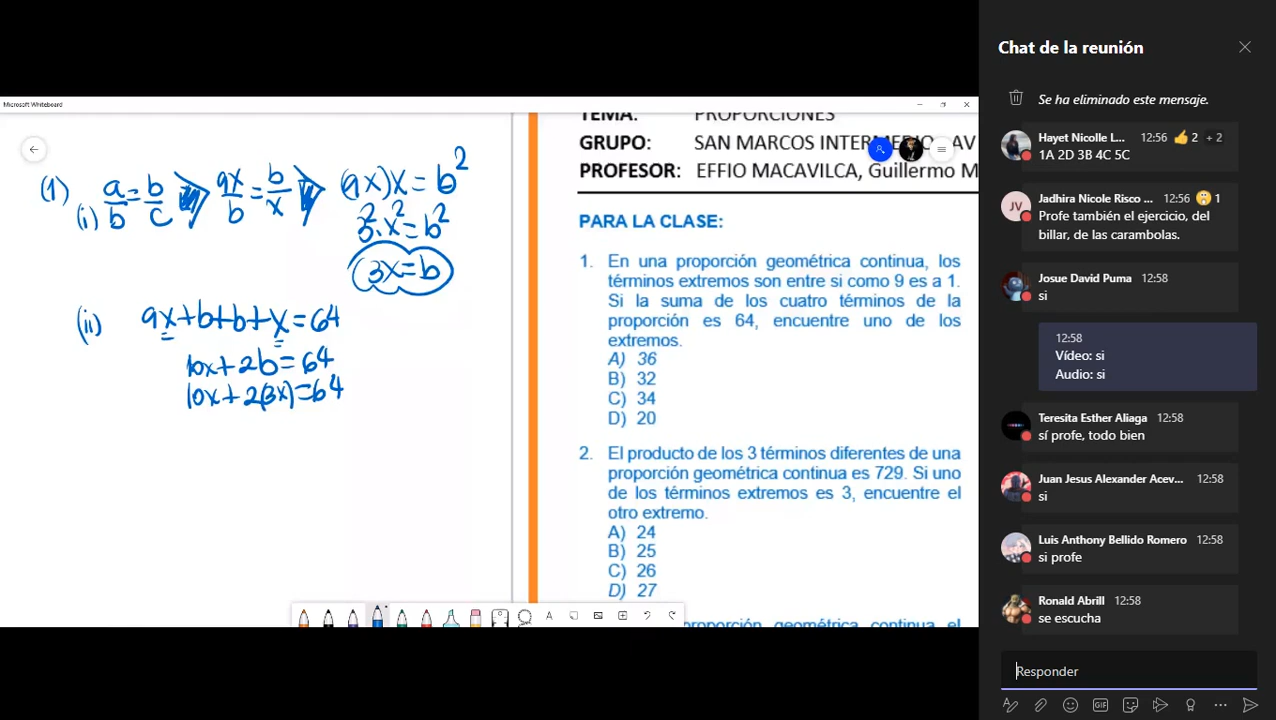 Microsoft Whiteboard
(1)
(i) a/b = b/c 9x/b = b/x (9x)x = b²
3².x² = b²
3x = b
(ii) 9x+b+b+x=64
10x+2b=64
10x+2(3x)=64
TEMA: PROPORCIONES
GRUPO: SAN MARCOS INTERMEDIO AV
PROFESOR: EFFIO MACAVILCA, Guillermo M
PARA LA CLASE:
1. En una proporción geométrica continua, los
términos extremos son entre si como 9 es a 1.
Si la suma de los cuatro términos de la
proporción es 64, encuentre uno de los
extremos.
A) 36
B) 32
C) 34
D) 20
2. El producto de los 3 términos diferentes de una
proporción geométrica continua es 729. Si uno
de los términos extremos es 3, encuentre el
otro extremo.
A) 24
B) 25
C) 26
D) 27
proporción geométrica continua el
Chat de la reunión
Se ha eliminado este mensaje.
Hayet Nicolle L... 12:56 2 + 2
1A 2D 3B 4C 5C
JV
Jadhira Nicole Risco ... 12:56 1
Profe también el ejercicio, del
billar, de las carambolas.
Josue David Puma 12:58
si
12:58
Vídeo: si
Audio: si
Teresita Esther Aliaga 12:58
sí profe, todo bien
Juan Jesus Alexander Acev... 12:58
si
Luis Anthony Bellido Romero 12:58
si profe
Ronald Abrill 12:58
se escucha
Responder
GIF